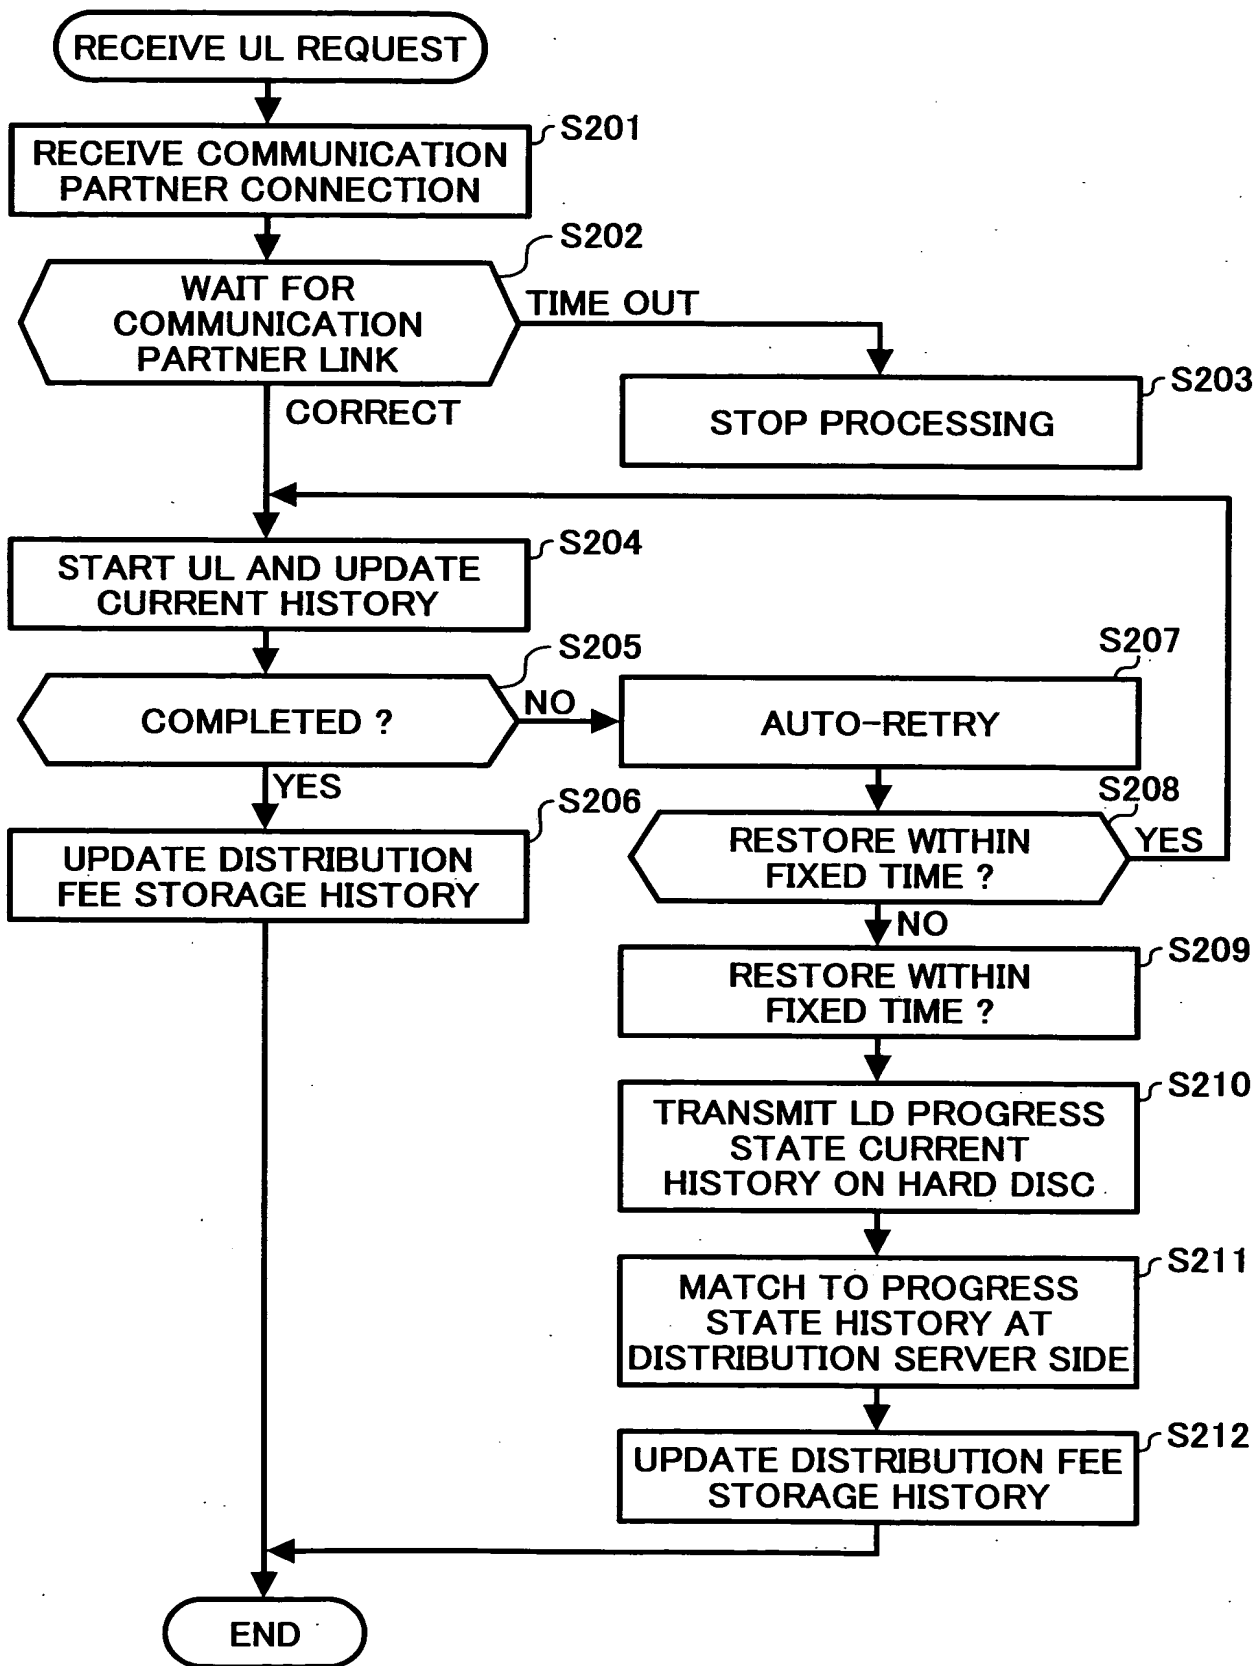 RECEIVE UL REQUEST
S201
RECEIVE COMMUNICATION
PARTNER CONNECTION
S202
WAIT FOR
COMMUNICATION
PARTNER LINK
TIME OUT
CORRECT
S203
STOP PROCESSING
S204
START UL AND UPDATE
CURRENT HISTORY
S205
COMPLETED ?
NO
YES
S206
UPDATE DISTRIBUTION
FEE STORAGE HISTORY
S207
AUTO-RETRY
S208
RESTORE WITHIN
FIXED TIME ?
YES
NO
S209
RESTORE WITHIN
FIXED TIME ?
S210
TRANSMIT LD PROGRESS
STATE CURRENT
HISTORY ON HARD DISC
S211
MATCH TO PROGRESS
STATE HISTORY AT
DISTRIBUTION SERVER SIDE
S212
UPDATE DISTRIBUTION FEE
STORAGE HISTORY
END